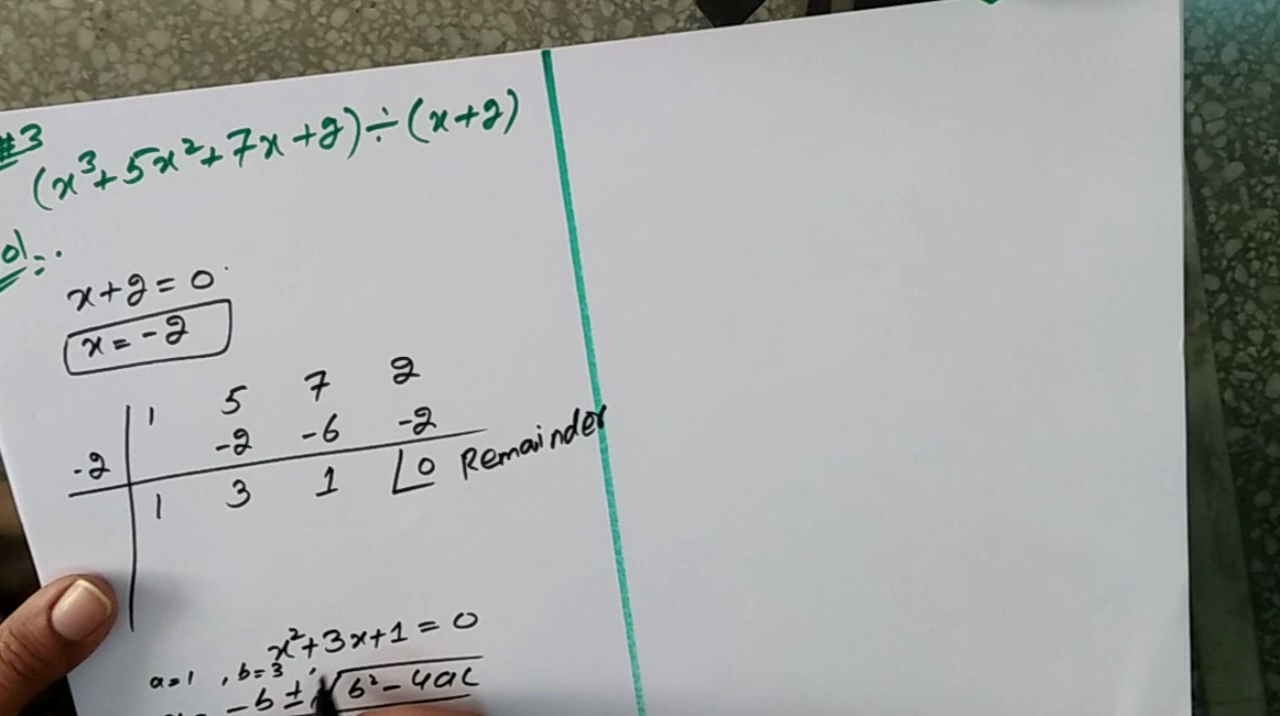 #3
(x³+5x²+7x+2)÷(x+2)
ol:-
x+2=0
x=-2
1 5 7 2
-2 -2 -6 -2
1 3 1 0 Remainder
x²+3x+1=0
a=1, b=3,
-b±√b²-4ac